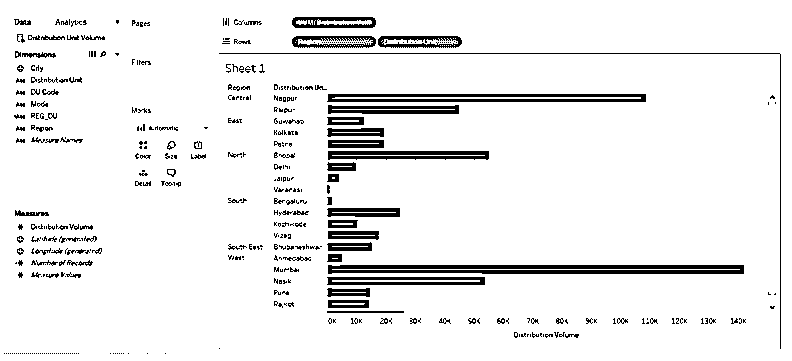 Data Analytics
Distribution Unit Volume
Dimensions
City
Distribution Unit
DU Code
Mode
REG_DU
Region
Measure Names
Measures
Distribution Volume
Latitude (generated)
Longitude (generated)
Number of Records
Measure Values
Pages
Filters
Marks
Automatic
Color Size Label
Detail Tooltip
Columns
Rows
Sheet 1
Region Distribution Un..
Central Nagpur
Raipur
East Guwahati
Kolkata
Patna
North Bhopal
Delhi
Jaipur
Varanasi
South Bengaluru
Hyderabad
Kozhikode
Vizag
South East Bhubaneshwar
West Ahmedabad
Mumbai
Nasik
Pune
Rajkot
0K 10K 20K 30K 40K 50K 60K 70K 80K 90K 100K 110K 120K 130K 140K
Distribution Volume